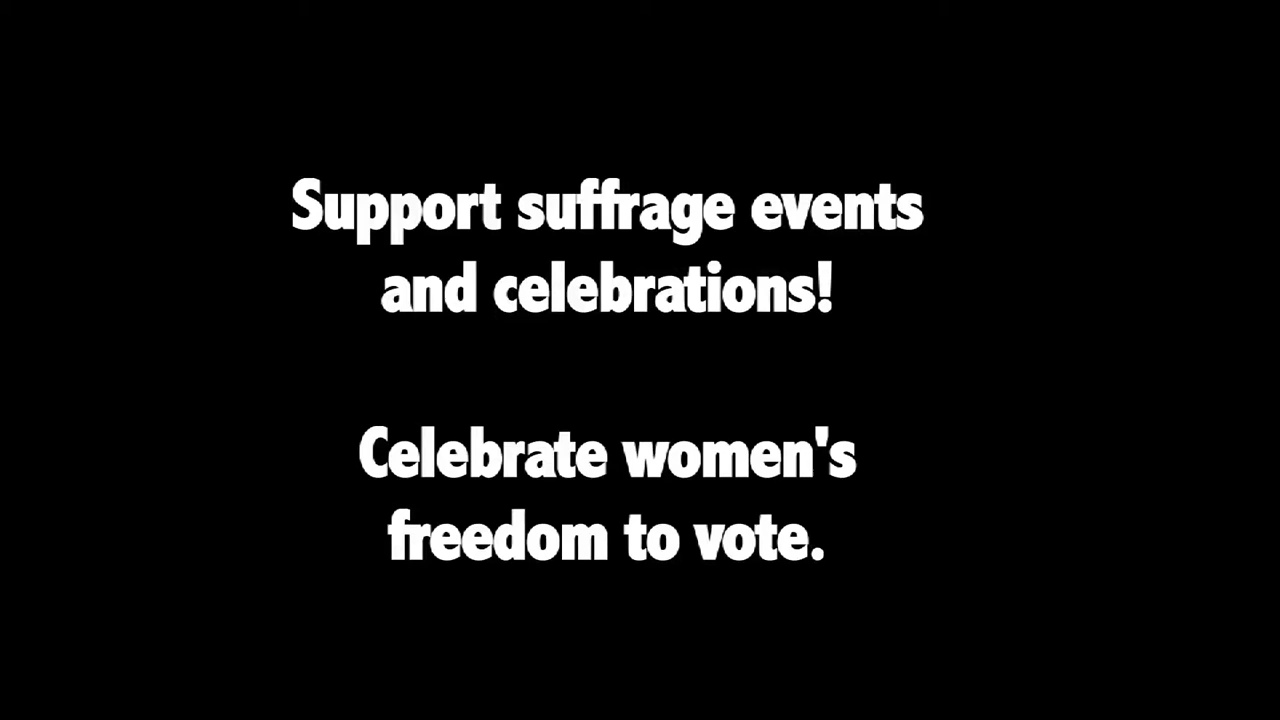 Support suffrage events
and celebrations!
Celebrate women's
freedom to vote.